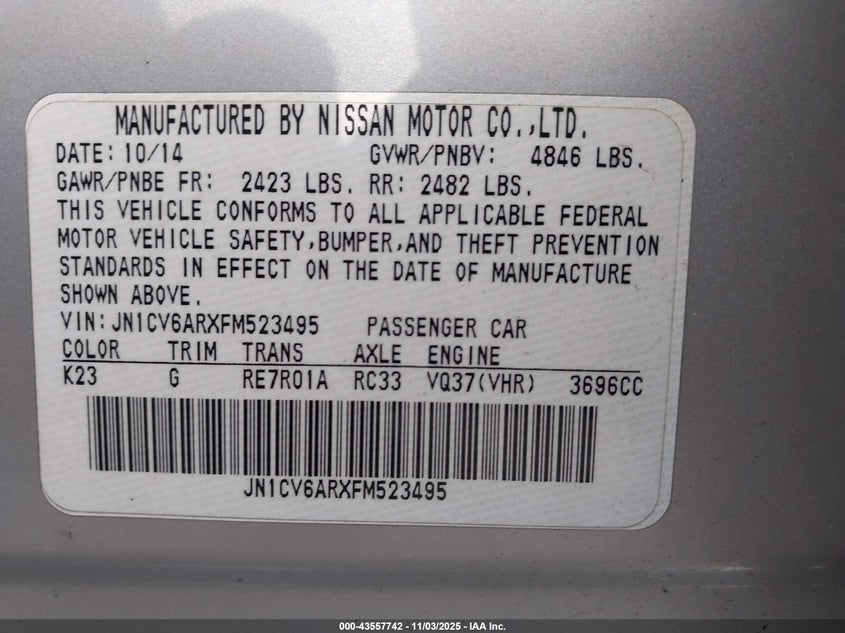 MANUFACTURED BY NISSAN MOTOR CO.,LTD.
DATE: 10/14 GVWR/PNBV: 4846 LBS.
GAWR/PNBE FR: 2423 LBS. RR: 2482 LBS.
THIS VEHICLE CONFORMS TO ALL APPLICABLE FEDERAL
MOTOR VEHICLE SAFETY,BUMPER,AND THEFT PREVENTION
STANDARDS IN EFFECT ON THE DATE OF MANUFACTURE
SHOWN ABOVE.
VIN: JN1CV6ARXFM523495 PASSENGER CAR
COLOR TRIM TRANS AXLE ENGINE
K23 G RE7R01A RC33 VQ37(VHR) 3696CC
JN1CV6ARXFM523495
000-43557742 - 11/03/2025 - IAA Inc.